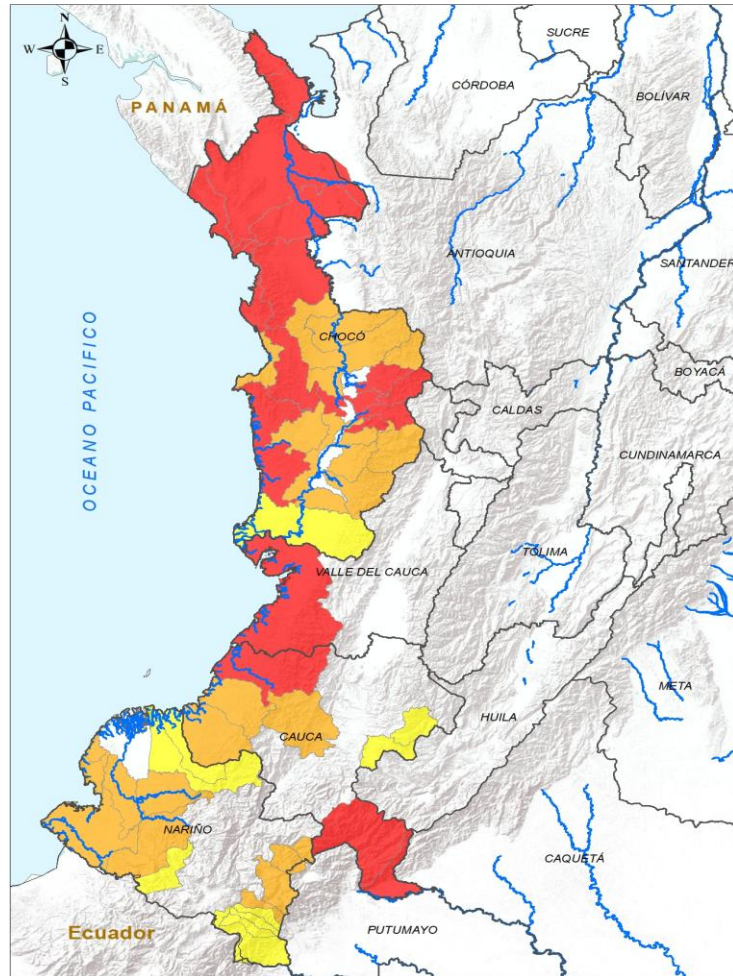 N
W E
S
SUCRE
CÓRDOBA
BOLÍVAR
PANAMÁ
ANTIOQUIA
SANTANDER
CHOCÓ
BOYACÁ
CALDAS
CUNDINAMARCA
OCEANO PACIFICO
TOLIMA
VALLE DEL CAUCA
META
HUILA
CAUCA
NARIÑO
CAQUETÁ
Ecuador
PUTUMAYO